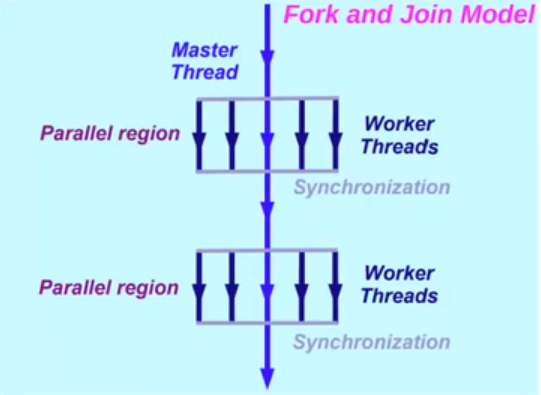 Fork and Join Model
Master
Thread
Parallel region
Worker
Threads
Synchronization
Parallel region
Worker
Threads
Synchronization